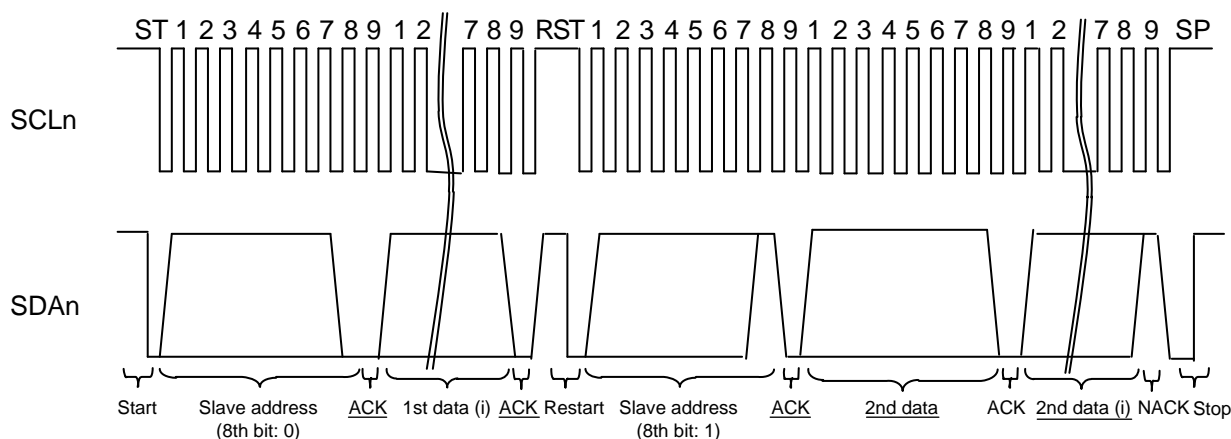 ST 1 2 3 4 5 6 7 8 9 1 2 7 8 9 RST 1 2 3 4 5 6 7 8 9 1 2 3 4 5 6 7 8 9 1 2 7 8 9 SP
SCLn
SDAn
Start Slave address ACK 1st data (i) ACK Restart Slave address ACK 2nd data ACK 2nd data (i) NACK Stop
(8th bit: 0) (8th bit: 1)